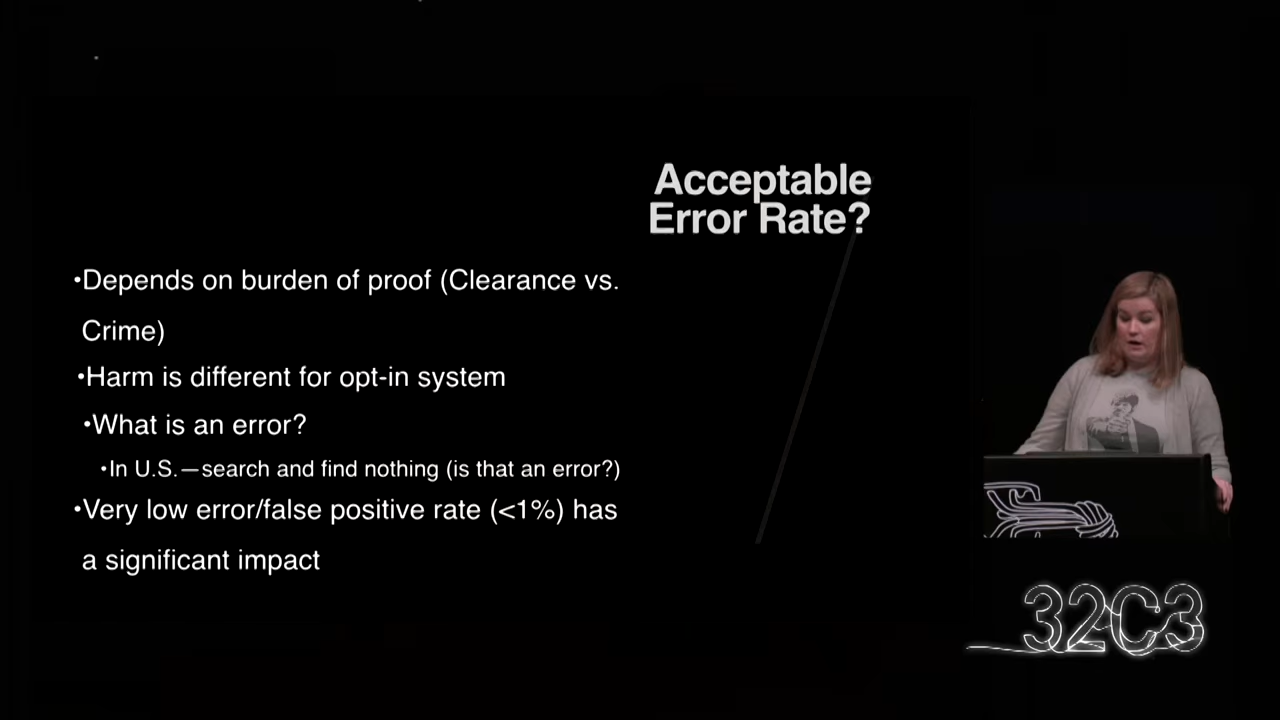 Acceptable
Error Rate?
•Depends on burden of proof (Clearance vs.
Crime)
•Harm is different for opt-in system
•What is an error?
•In U.S.—search and find nothing (is that an error?)
•Very low error/false positive rate (<1%) has
a significant impact
32C3